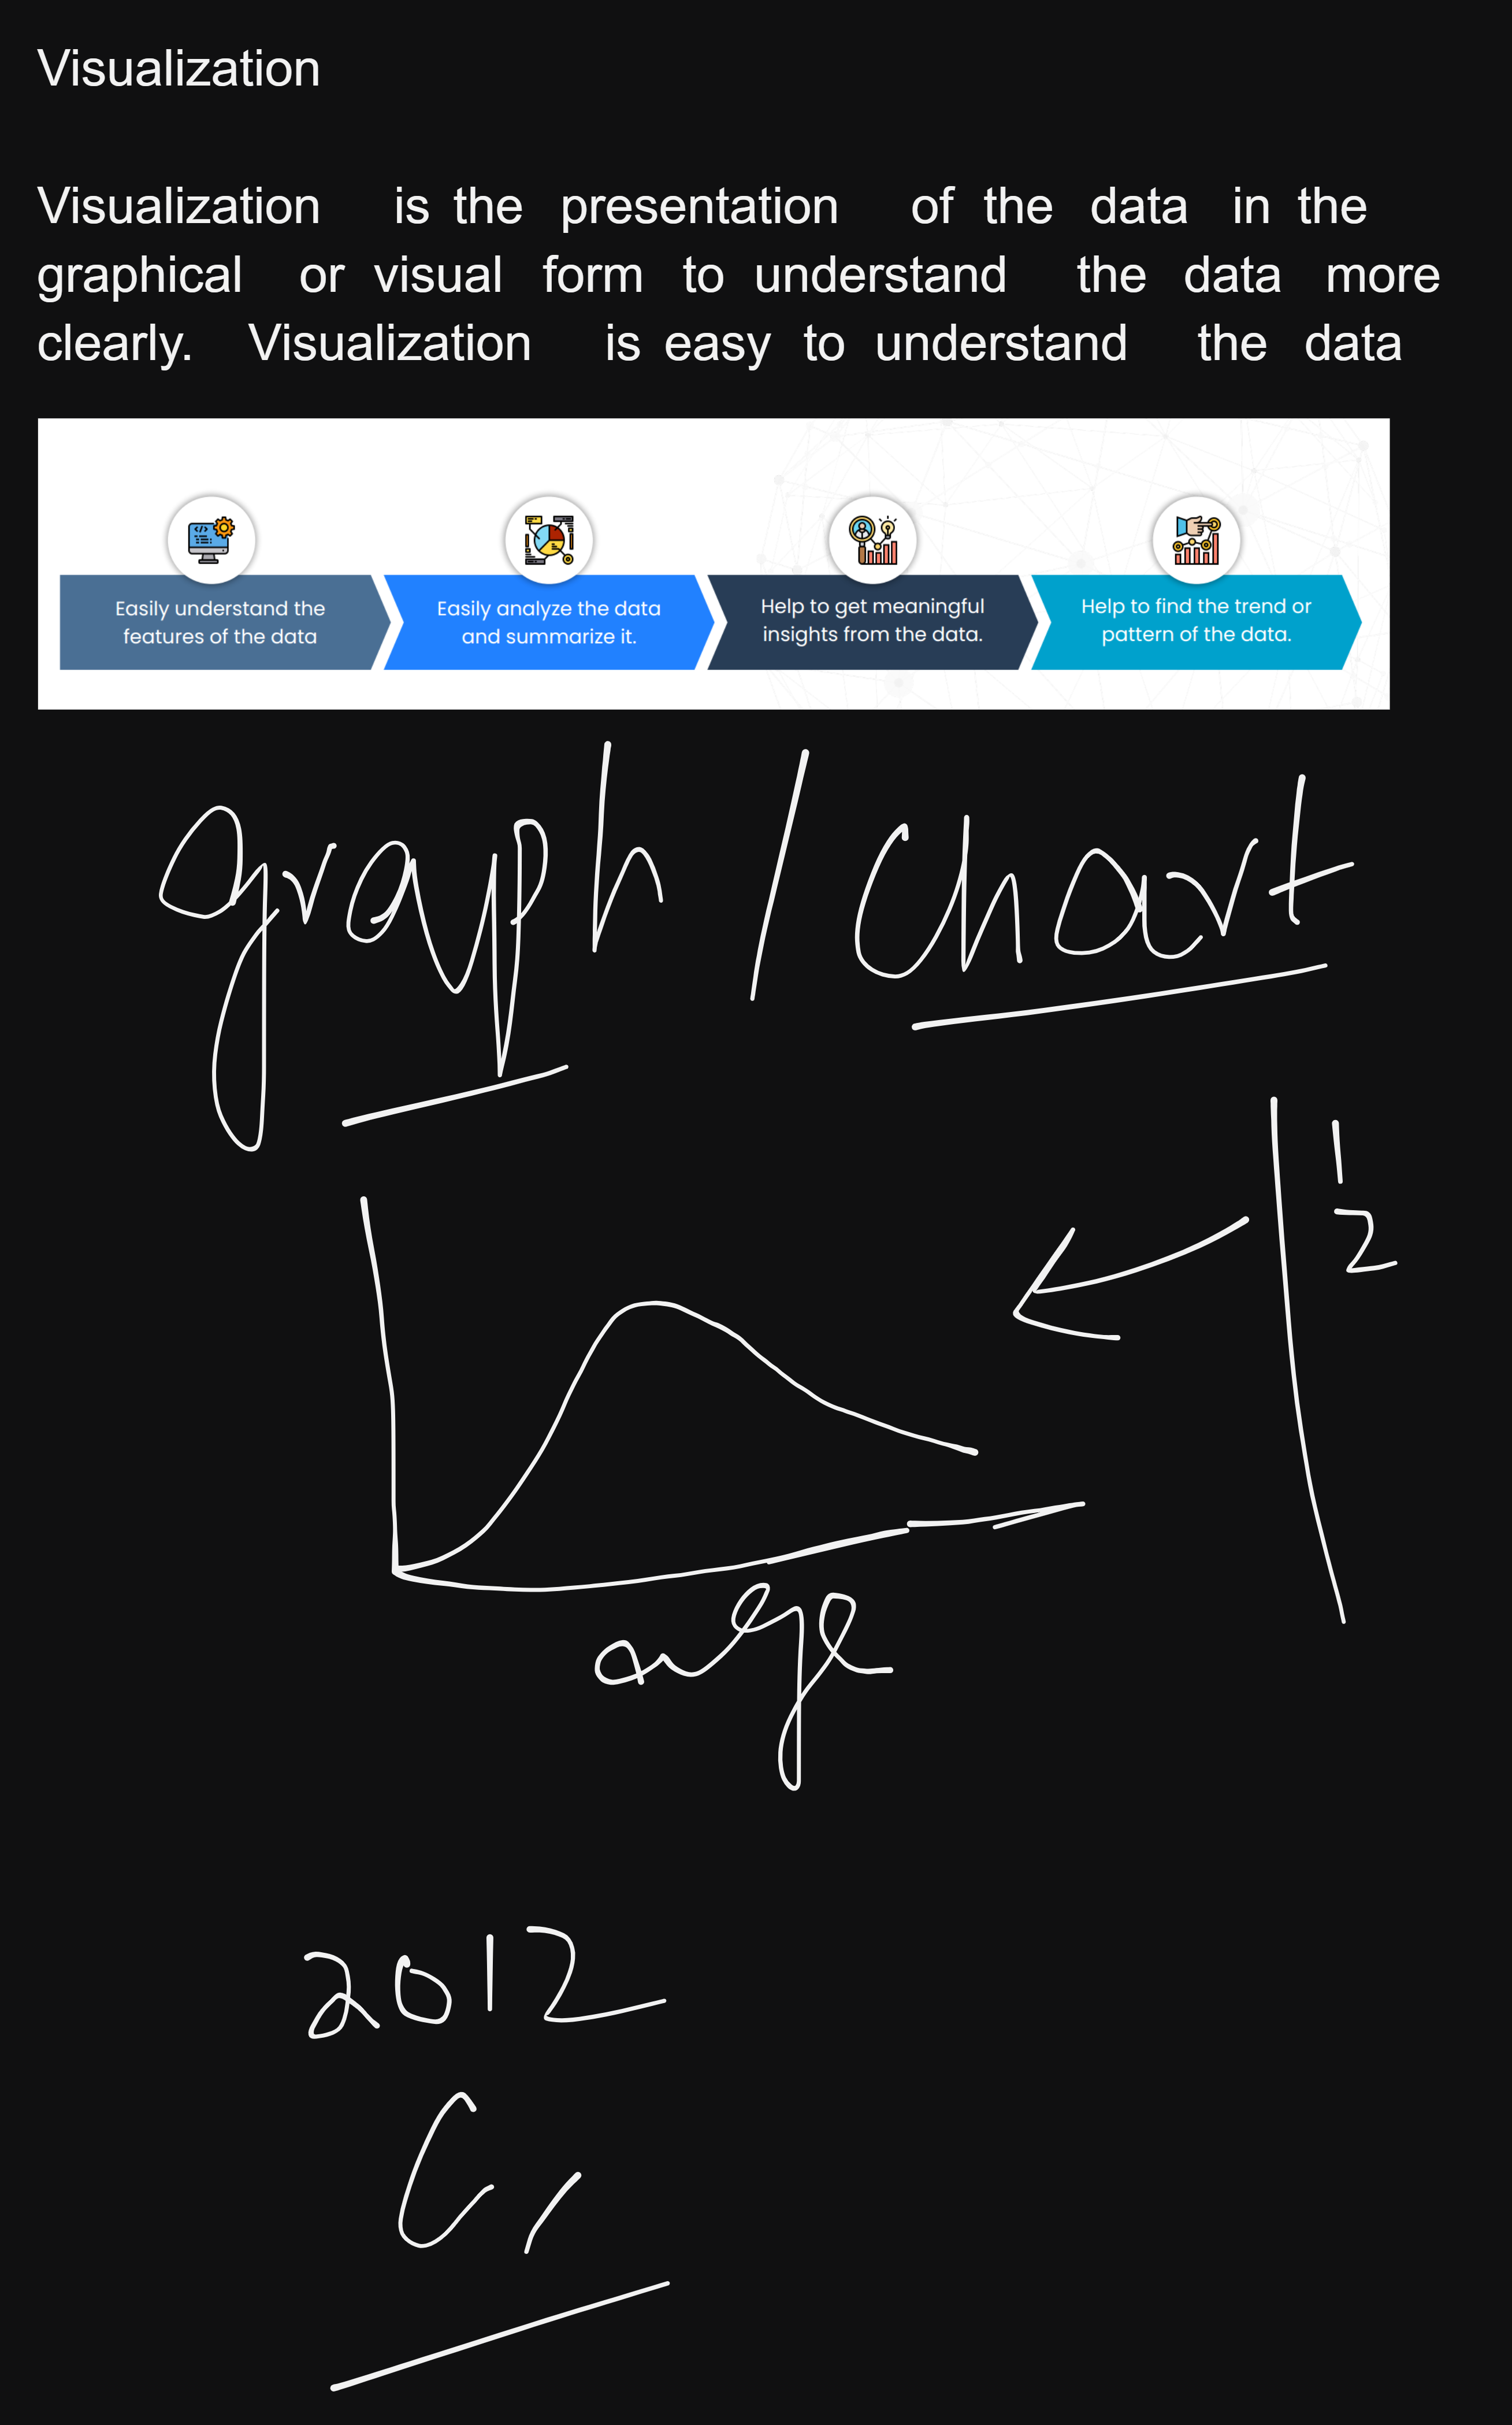 Visualization
Visualization is the presentation of the data in the
graphical or visual form to understand the data more
clearly. Visualization is easy to understand the data
Easily understand the
features of the data
Easily analyze the data
and summarize it.
Help to get meaningful
insights from the data.
Help to find the trend or
pattern of the data.
graph / chart
1
2
age
2012